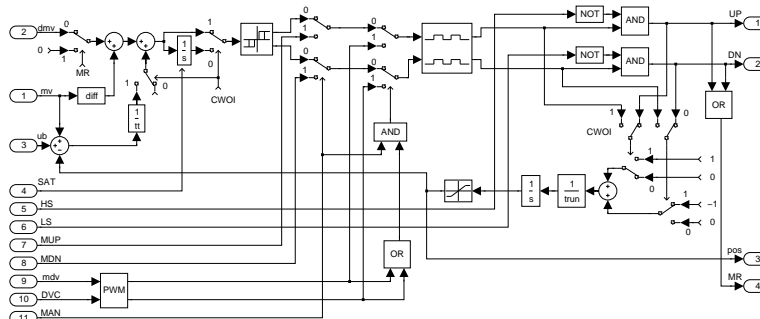 2 dmv
0
1
0
MR
1 mv
diff
3 ub
1
tt
1
0
1
s
1
0
CWOI
4 SAT
5 HS
6 LS
7 MUP
8 MDN
9 mdv
10 DVC
11 MAN
PWM
0
1
0
1
0
1
0
1
AND
OR
NOT
AND
NOT
AND
UP 1
DN 2
OR
CWOI
1
0
1
0
1
−1
0
0
1
s
1
trun
pos
3
MR
4